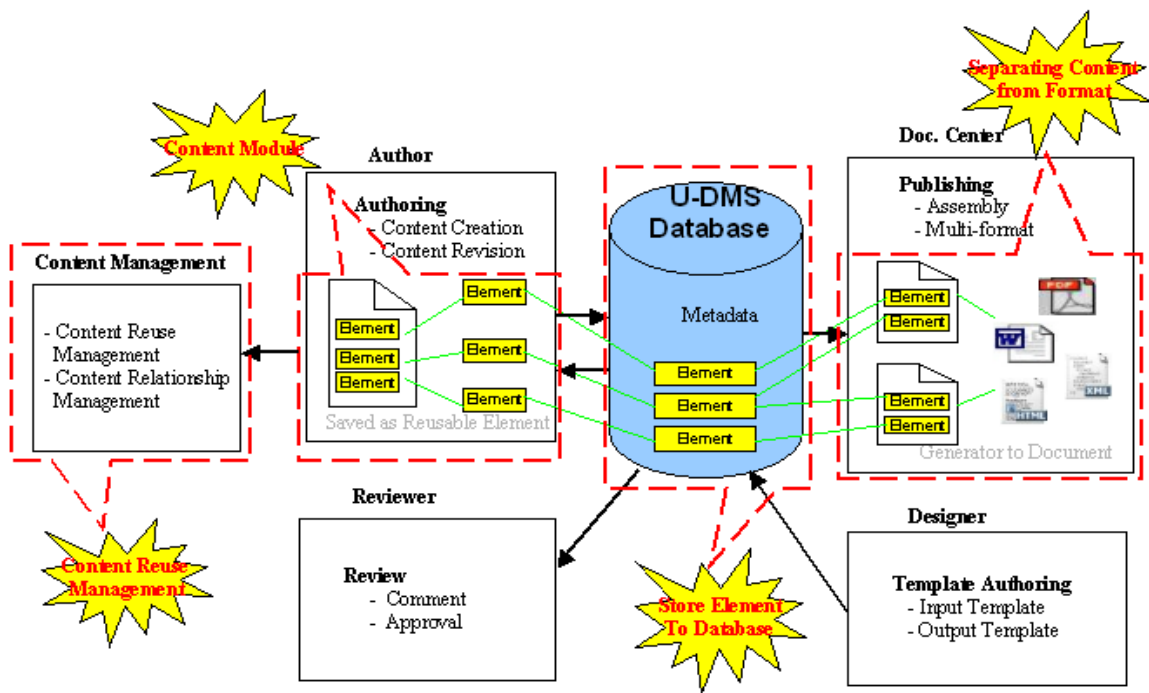 Separating Content
from Format
Content Module
Author
Doc. Center
Authoring
- Content Creation
- Content Revision
U-DMS
Database
Publishing
- Assembly
- Multi-format
Content Management
- Content Reuse
Management
- Content Relationship
Management
Element
Element
Element
Element
Element
Element
Saved as Reusable Element
Metadata
Element
Element
Element
Element
Element
Element
Element
PDF
W
XML
HTML
Generator to Document
Reviewer
Designer
Content Reuse
Management
Review
- Comment
- Approval
Store Element
To Database
Template Authoring
- Input Template
- Output Template